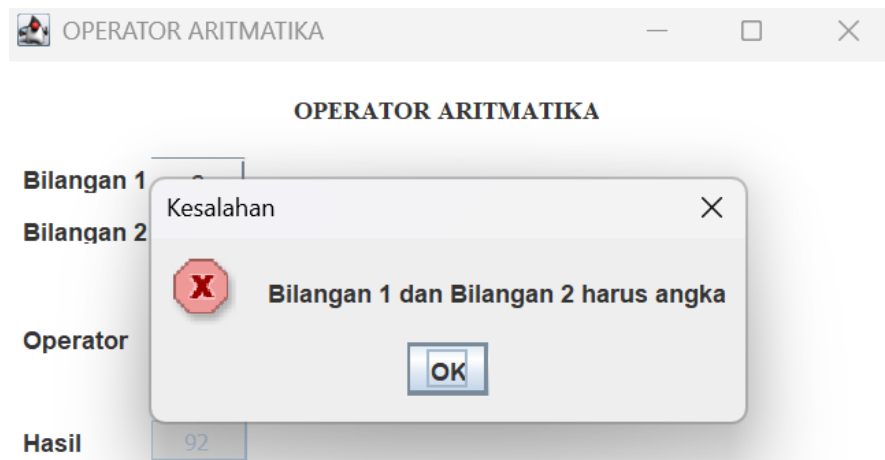 OPERATOR ARITMATIKA
OPERATOR ARITMATIKA
Bilangan 1
Kesalahan
Bilangan 2
Bilangan 1 dan Bilangan 2 harus angka
Operator
OK
Hasil 92